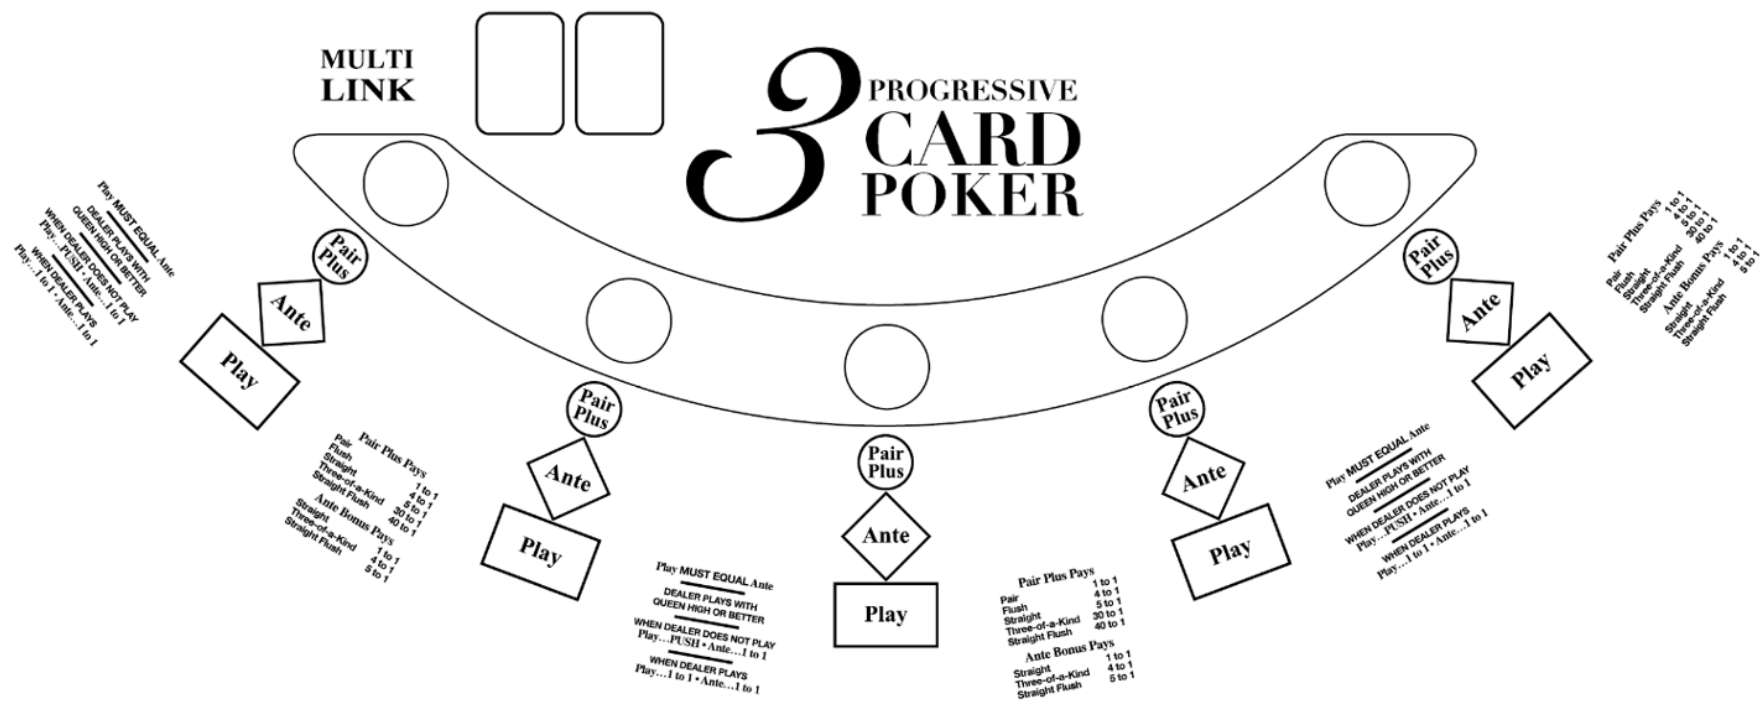 MULTI
LINK
3
PROGRESSIVE
CARD
POKER
Play MUST EQUAL Ante
DEALER PLAYS WITH
QUEEN HIGH OR BETTER
WHEN DEALER DOES NOT PLAY
Play...PUSH • Ante...1 to 1
WHEN DEALER PLAYS
Play...1 to 1 • Ante...1 to 1
Pair
Plus
Ante
Play
Pair Plus Pays
Pair 1 to 1
Flush 4 to 1
Straight 5 to 1
Three-of-a-Kind 30 to 1
Straight Flush 40 to 1
Ante Bonus Pays
Straight 1 to 1
Three-of-a-Kind 4 to 1
Straight Flush 5 to 1
Pair
Plus
Ante
Play
Play MUST EQUAL Ante
DEALER PLAYS WITH
QUEEN HIGH OR BETTER
WHEN DEALER DOES NOT PLAY
Play...PUSH • Ante...1 to 1
WHEN DEALER PLAYS
Play...1 to 1 • Ante...1 to 1
Pair
Plus
Ante
Play
Pair Plus Pays
Pair 1 to 1
Flush 4 to 1
Straight 5 to 1
Three-of-a-Kind 30 to 1
Straight Flush 40 to 1
Ante Bonus Pays
Straight 1 to 1
Three-of-a-Kind 4 to 1
Straight Flush 5 to 1
Pair
Plus
Ante
Play
Play MUST EQUAL Ante
DEALER PLAYS WITH
QUEEN HIGH OR BETTER
WHEN DEALER DOES NOT PLAY
Play...PUSH • Ante...1 to 1
WHEN DEALER PLAYS
Play...1 to 1 • Ante...1 to 1
Pair
Plus
Ante
Play
Pair Plus Pays
Pair 1 to 1
Flush 4 to 1
Straight 5 to 1
Three-of-a-Kind 30 to 1
Straight Flush 40 to 1
Ante Bonus Pays
Straight 1 to 1
Three-of-a-Kind 4 to 1
Straight Flush 5 to 1